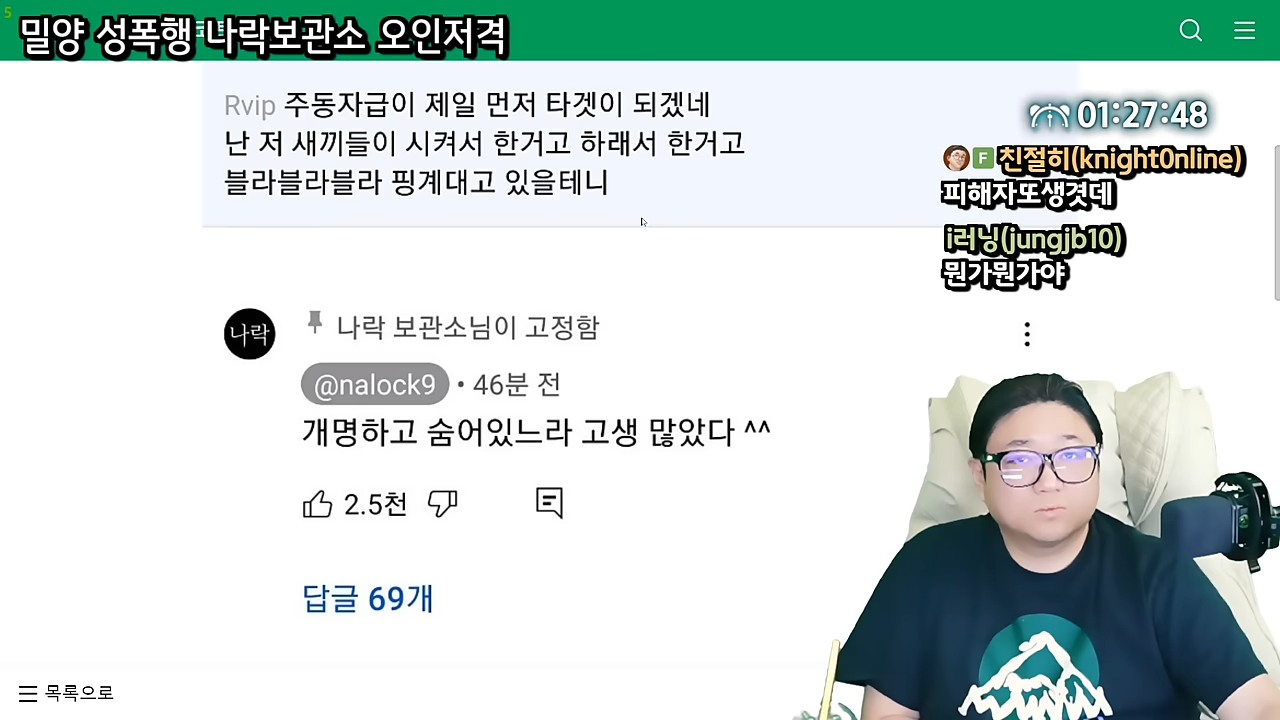 5
밀양 성폭행 나락보관소 오인저격
01:27:48
Rvip 주동자급이 제일 먼저 타겟이 되겠네
난 저 새끼들이 시켜서 한거고 하래서 한거고
블라블라블라 핑계대고 있을테니
F 친절히(knight0nline)
피해자또생겻데
i러닝(jungjb10)
뭔가뭔가야
나락
나락 보관소님이 고정함
@nalock9 • 46분 전
개명하고 숨어있느라 고생 많았다 ^^
2.5천
답글 69개
목록으로